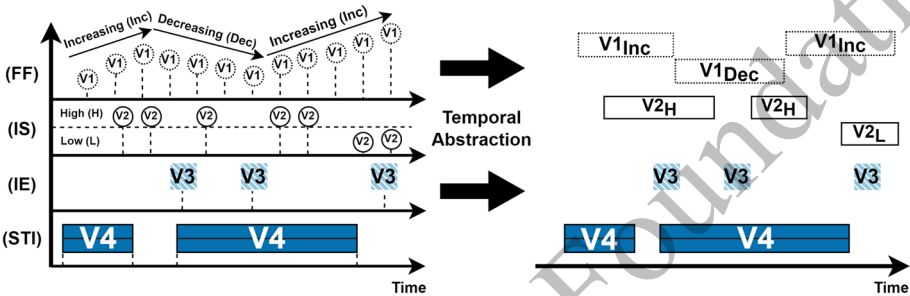 Increasing (Inc)
Decreasing (Dec)
Increasing (Inc)
(FF)
V1 V1 V1 V1 V1 V1 V1 V1 V1 V1 V1 V1
High (H)
V2 V2 V2 V2 V2
(IS)
Low (L)
V2 V2
(IE)
V3 V3 V3
(STI)
V4 V4
Time
Temporal
Abstraction
V1Inc V1Inc
V1Dec
V2H V2H
V2L
V3 V3 V3
V4 V4
Time
Foundati